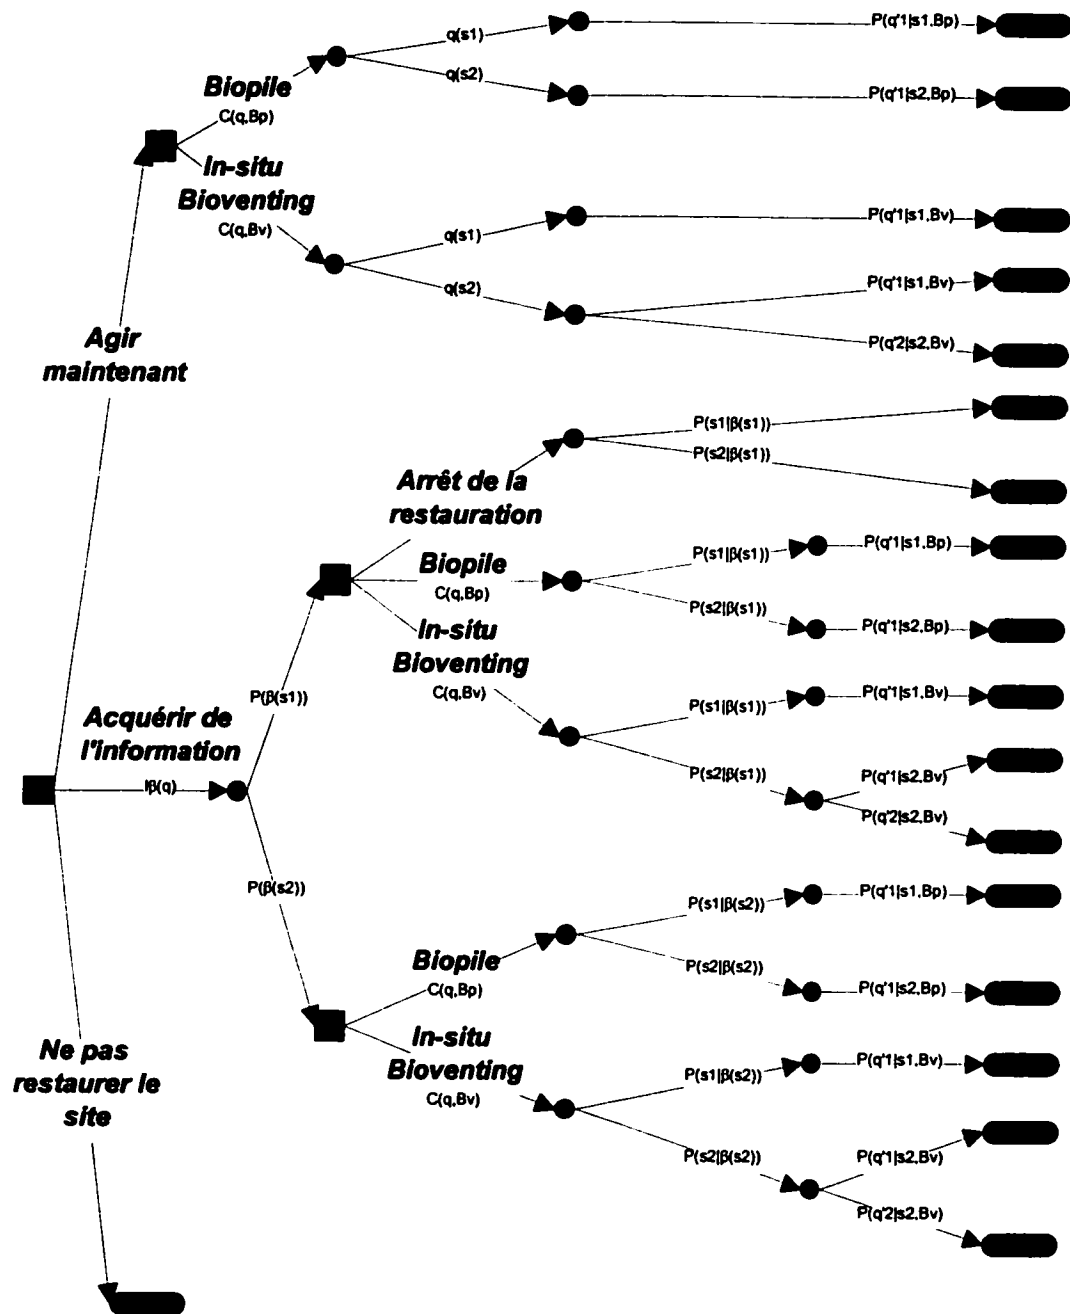 q(s1)
P(q'1|s1,Bp)
q(s2)
P(q'1|s2,Bp)
Biopile
C(q,Bp)
In-situ
Bioventing
C(q,Bv)
q(s1)
P(q'1|s1,Bv)
q(s2)
P(q'1|s1,Bv)
P(q'2|s2,Bv)
Agir
maintenant
P(s1|β(s1))
P(s2|β(s1))
Arrêt de la
restauration
Biopile
C(q,Bp)
P(s1|β(s1))
P(q'1|s1,Bp)
P(s2|β(s1))
P(q'1|s2,Bp)
In-situ
Bioventing
C(q,Bv)
P(s1|β(s1))
P(q'1|s1,Bv)
P(s2|β(s1))
P(q'1|s2,Bv)
P(q'2|s2,Bv)
P(β(s1))
Acquérir de
l'information
Iβ(q)
P(β(s2))
P(s1|β(s2))
P(q'1|s1,Bp)
Biopile
C(q,Bp)
P(s2|β(s2))
P(q'1|s2,Bp)
In-situ
Bioventing
C(q,Bv)
P(s1|β(s2))
P(q'1|s1,Bv)
P(s2|β(s2))
P(q'1|s2,Bv)
P(q'2|s2,Bv)
Ne pas
restaurer le
site